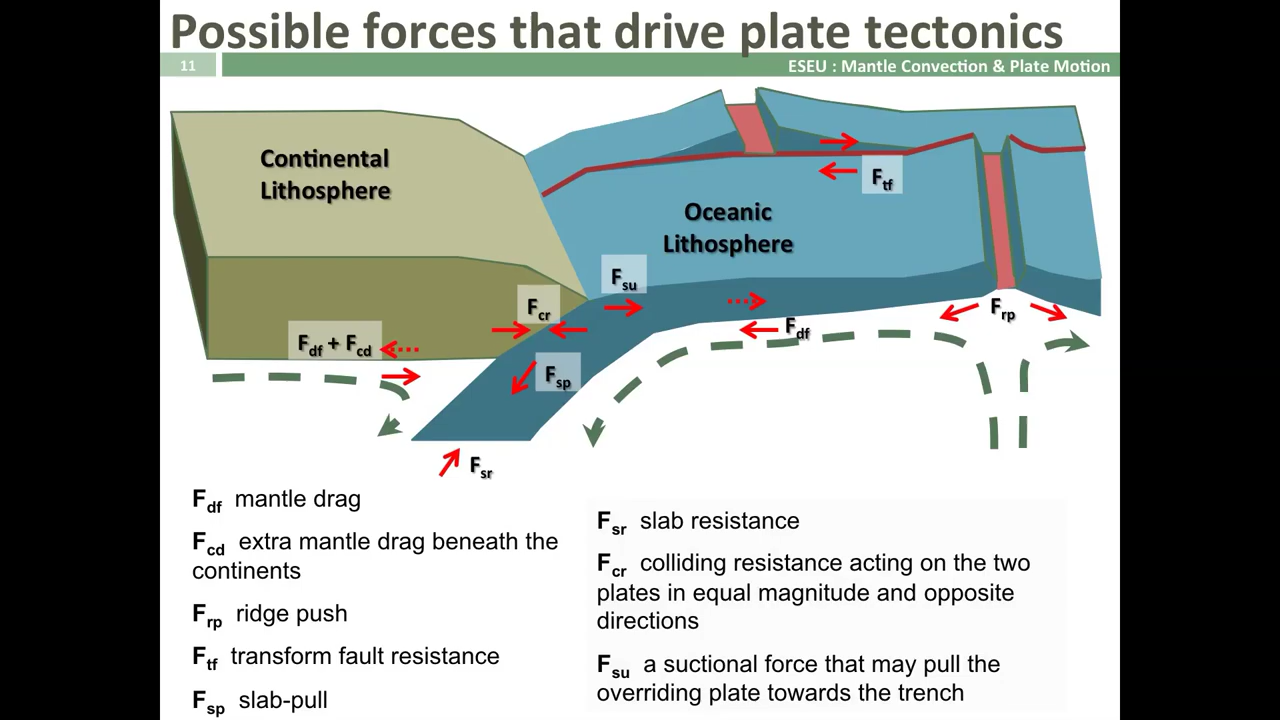 Possible forces that drive plate tectonics
11
ESEU : Mantle Convection & Plate Motion
Continental
Lithosphere
Ftf
Oceanic
Lithosphere
Fsu
Fcr
Frp
Fdf
Fdf + Fcd
Fsp
Fsr
Fdf mantle drag
Fcd extra mantle drag beneath the
continents
Frp ridge push
Ftf transform fault resistance
Fsp slab-pull
Fsr slab resistance
Fcr colliding resistance acting on the two
plates in equal magnitude and opposite
directions
Fsu a suctional force that may pull the
overriding plate towards the trench